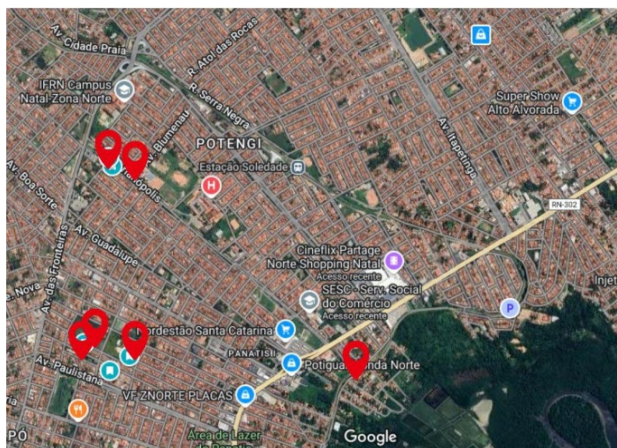 Av. Cidade Praia
R. Atol das Rocas
IFRN Campus
Natal-Zona Norte
R. Serra Negra
Av. Blumenau
POTENGI
Super Show
Alto Alvorada
Av. Itapetinga
Estação Soledade
H
Av. Boa Sorte
RN-302
Av. Guadalupe
Av. das Fronteiras
Cineflix Partage
Norte Shopping Natal
Acesso recente
SESC- Serv. Social
do Comércio
Acesso recente
P
Nordestão Santa Catarina
PANATIS II
Av. Paulistana
VF ZNORTE PLACAS
Área de Lazer
Google